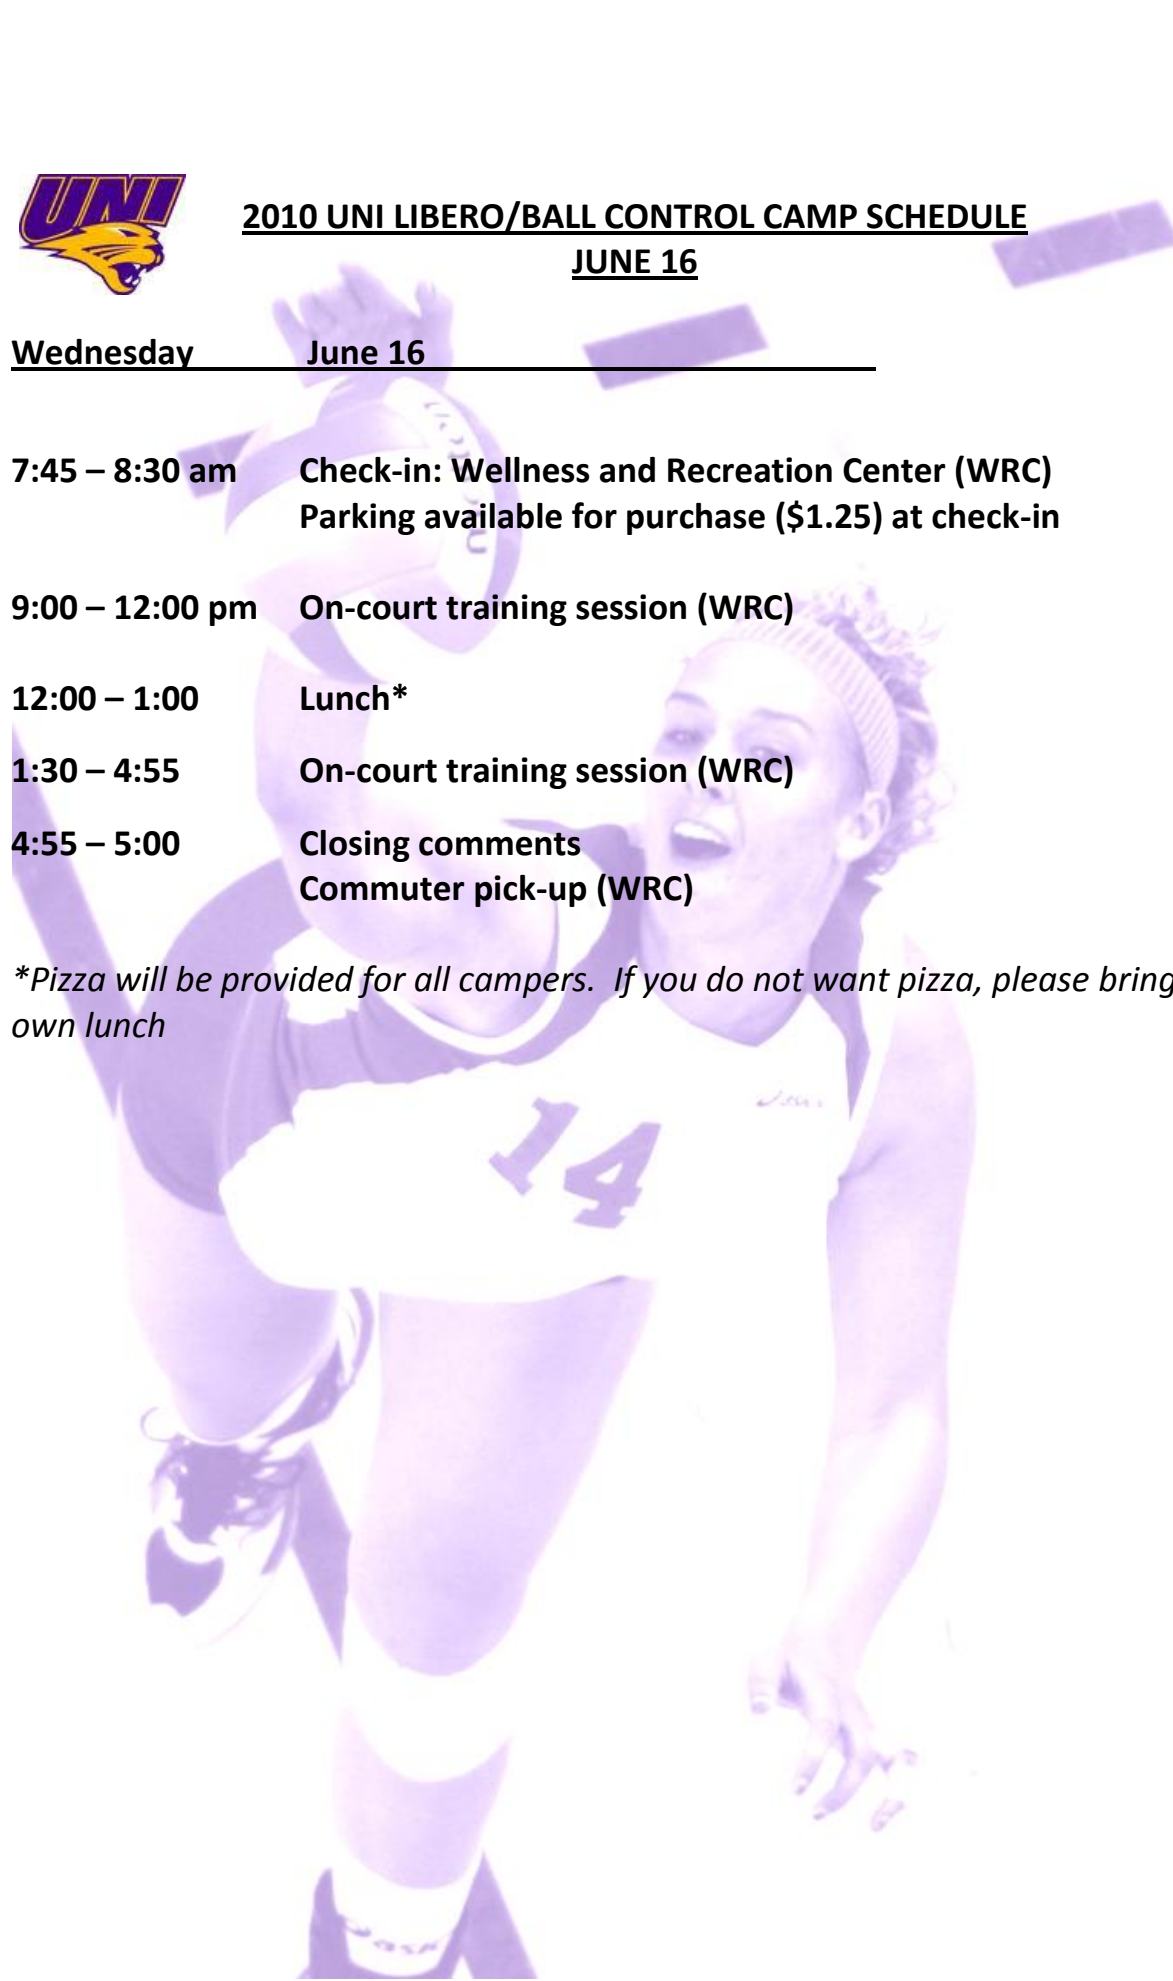 UNI
2010 UNI LIBERO/BALL CONTROL CAMP SCHEDULE
JUNE 16
Wednesday June 16
7:45 – 8:30 am Check-in: Wellness and Recreation Center (WRC)
Parking available for purchase ($1.25) at check-in
9:00 – 12:00 pm On-court training session (WRC)
12:00 – 1:00 Lunch*
1:30 – 4:55 On-court training session (WRC)
4:55 – 5:00 Closing comments
Commuter pick-up (WRC)
*Pizza will be provided for all campers.  If you do not want pizza, please bring
own lunch
14